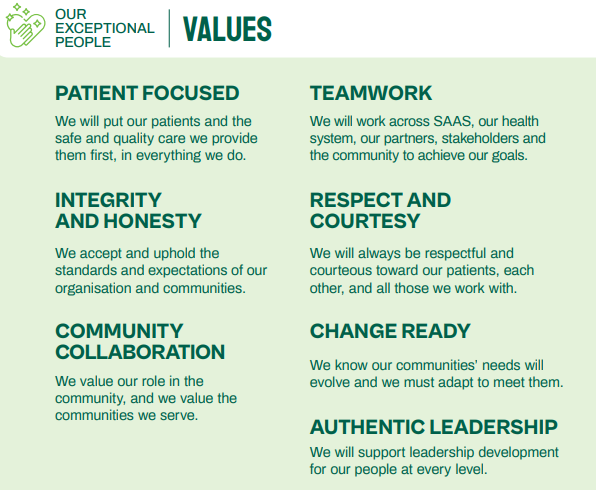 OUR
EXCEPTIONAL
PEOPLE
VALUES
PATIENT FOCUSED
We will put our patients and the
safe and quality care we provide
them first, in everything we do.
INTEGRITY
AND HONESTY
We accept and uphold the
standards and expectations of our
organisation and communities.
COMMUNITY
COLLABORATION
We value our role in the
community, and we value the
communities we serve.
TEAMWORK
We will work across SAAS, our health
system, our partners, stakeholders and
the community to achieve our goals.
RESPECT AND
COURTESY
We will always be respectful and
courteous toward our patients, each
other, and all those we work with.
CHANGE READY
We know our communities’ needs will
evolve and we must adapt to meet them.
AUTHENTIC LEADERSHIP
We will support leadership development
for our people at every level.